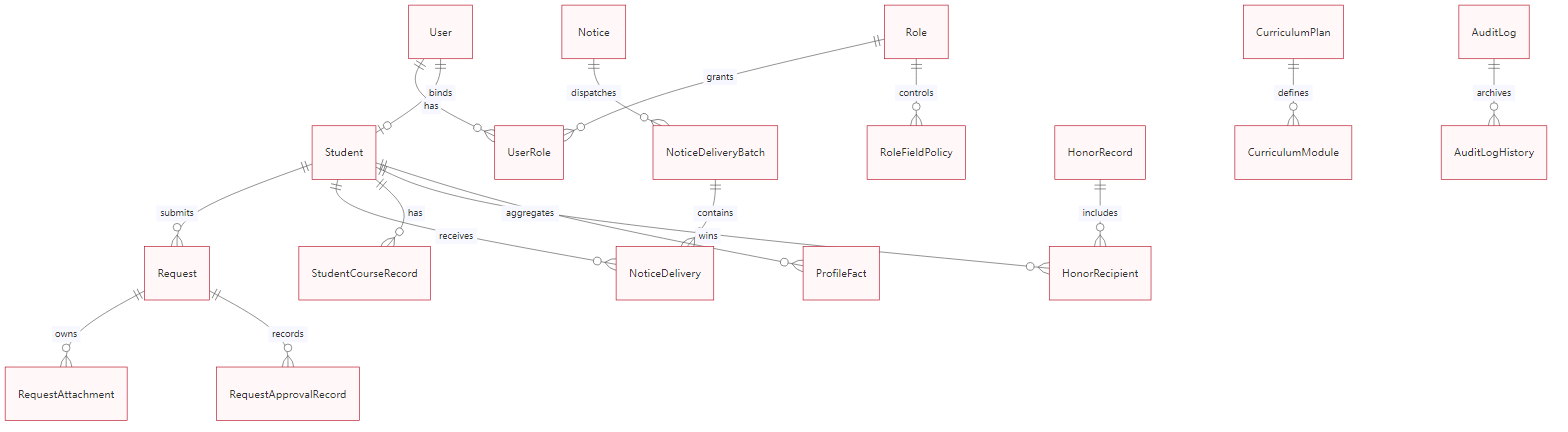 User
Notice
Role
CurriculumPlan
AuditLog
grants
binds
has
dispatches
controls
defines
archives
Student
UserRole
NoticeDeliveryBatch
RoleFieldPolicy
HonorRecord
CurriculumModule
AuditLogHistory
submits
has
aggregates
contains
includes
receives
wins
Request
StudentCourseRecord
NoticeDelivery
ProfileFact
HonorRecipient
owns
records
RequestAttachment
RequestApprovalRecord